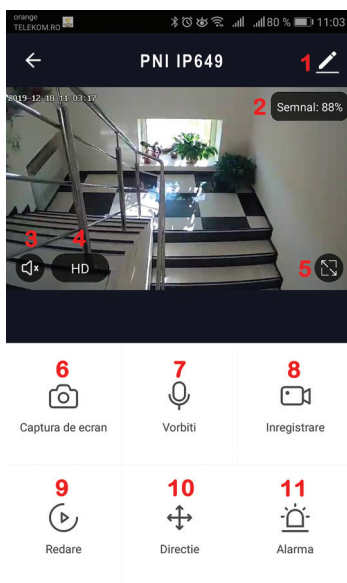 orange
TELEKOM.RO
80 % 11:03
PNI IP649
1
2019-12-18 11:03:17
2 Semnal: 88%
3 4
HD
5
6 7 8
Captura de ecran Vorbiti Inregistrare
9 10 11
Redare Directie Alarma